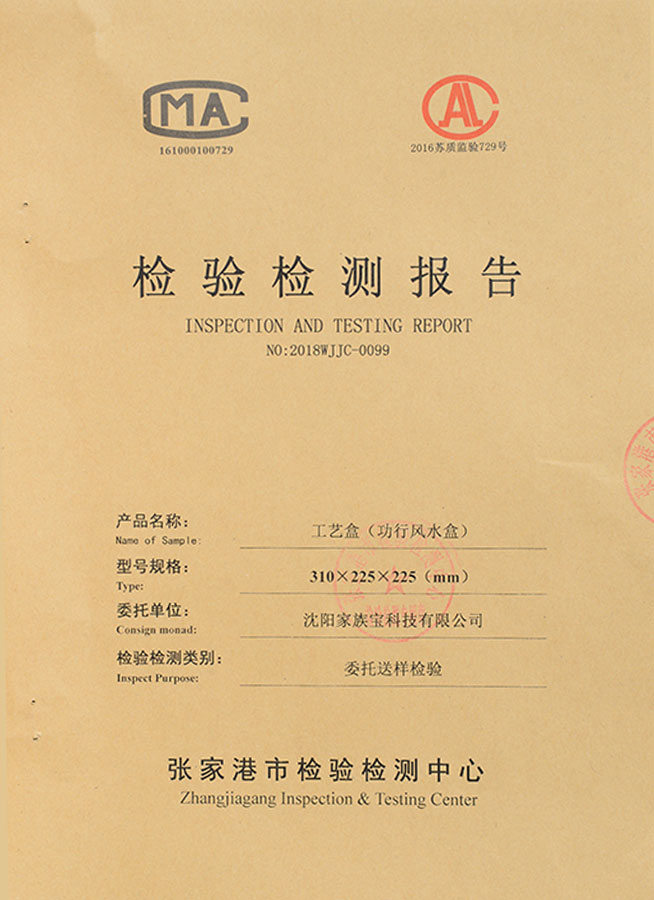 CMA
161000100729
CAL
2016苏质监验729号
检验检测报告
INSPECTION AND TESTING REPORT
NO:2018WJJC-0099
张家港市
产品名称:
Name of Sample:
工艺盒（功行风水盒）
型号规格:
Type:
310×225×225（mm）
委托单位:
Consign monad:
沈阳家族宝科技有限公司
检验检测类别:
Inspect Purpose:
委托送样检验
张家港市检验检测中心
Zhangjiagang Inspection & Testing Center